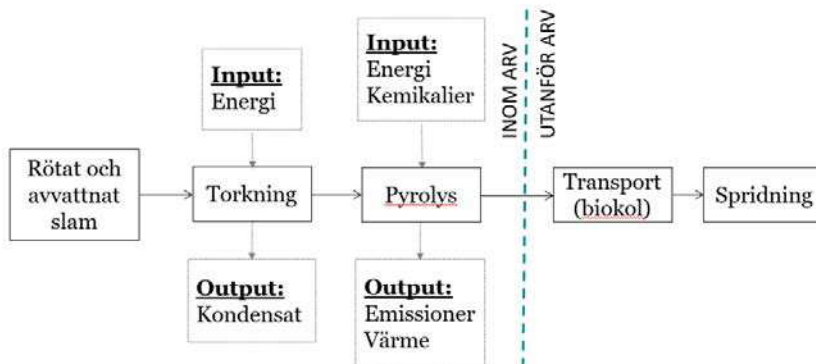 Input:
Energi
Input:
Energi
Kemikalier
INOM ARV
UTANFÖR ARV
Rötat och
avvattnat
slam
Torkning
Pyrolys
Transport
(biokol)
Spridning
Output:
Kondensat
Output:
Emissioner
Värme